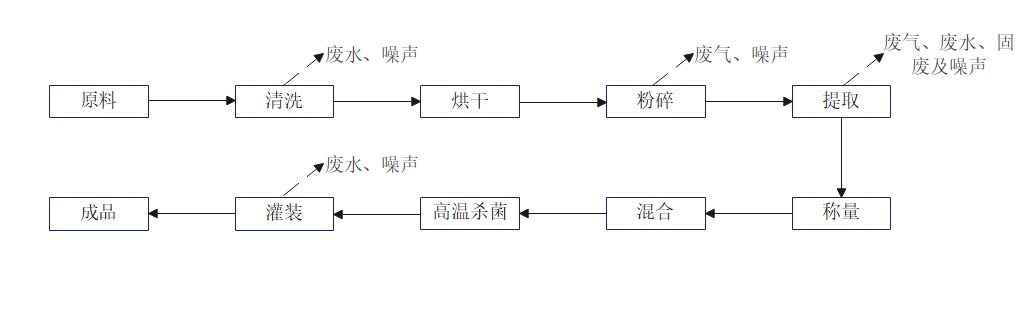 废气、废水、固
废及噪声
废水、噪声
废气、噪声
原料
清洗
烘干
粉碎
提取
废水、噪声
成品
灌装
高温杀菌
混合
称量